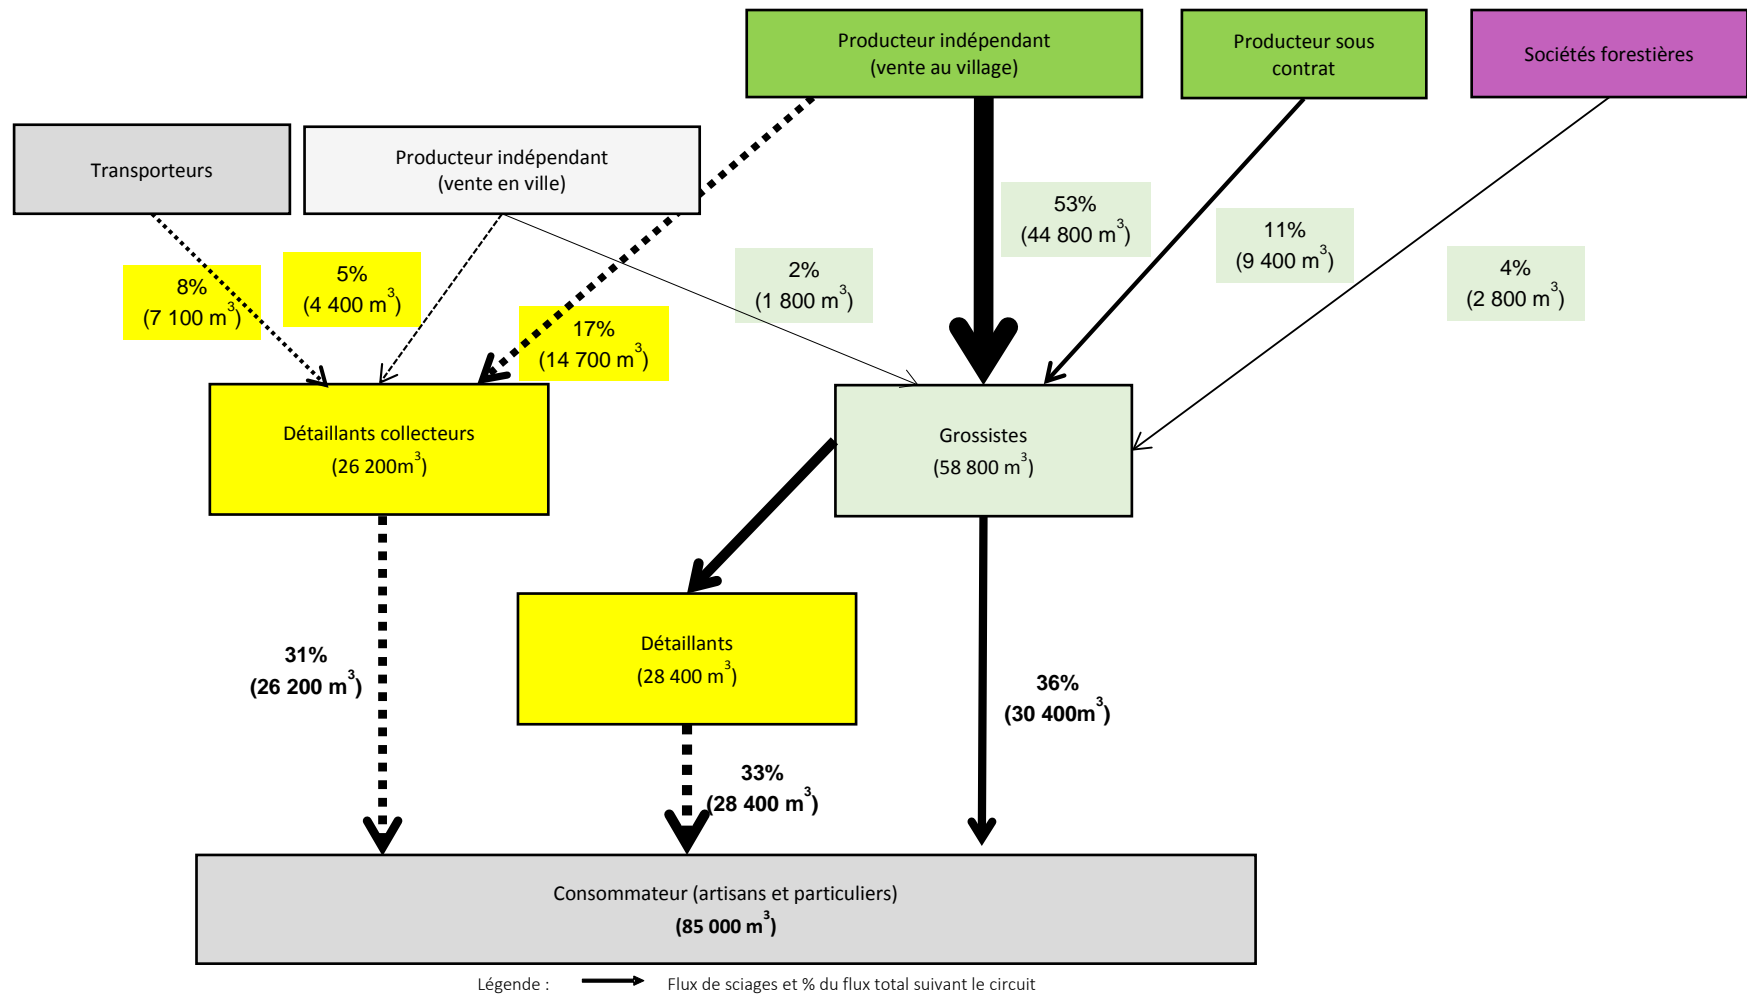 Producteur indépendant
(vente au village)
Producteur sous
contrat
Sociétés forestières
Transporteurs
Producteur indépendant
(vente en ville)
53%
(44 800 m³)
11%
(9 400 m³)
4%
(2 800 m³)
2%
(1 800 m³)
8%
(7 100 m³)
5%
(4 400 m³)
17%
(14 700 m³)
Détaillants collecteurs
(26 200m³)
Grossistes
(58 800 m³)
Détaillants
(28 400 m³)
31%
(26 200 m³)
36%
(30 400m³)
33%
(28 400 m³)
Consommateur (artisans et particuliers)
(85 000 m³)
Légende : Flux de sciages et % du flux total suivant le circuit